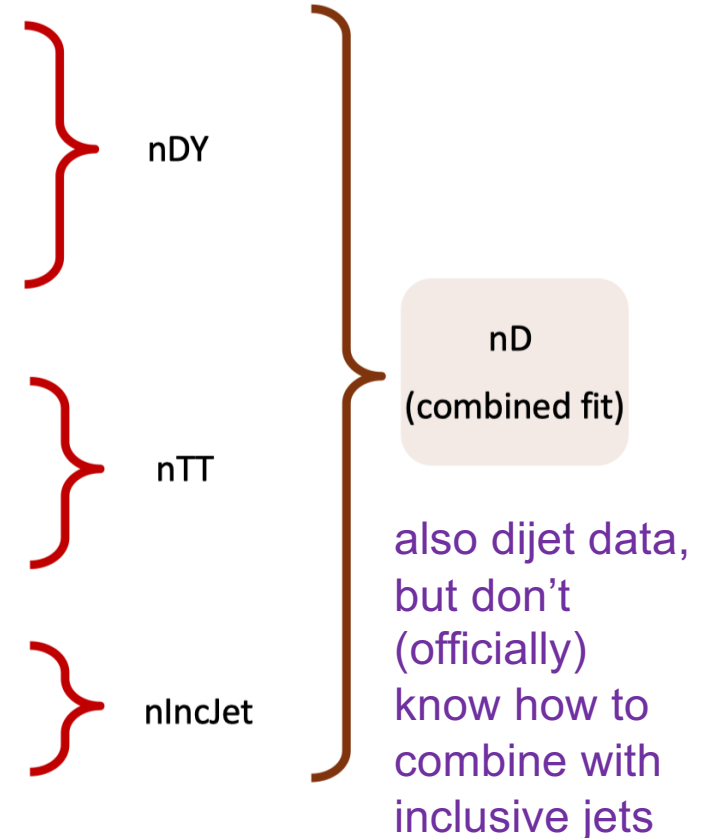 nDY
nTT
nIncJet
nD
(combined fit)
also dijet data,
but don’t
(officially)
know how to
combine with
inclusive jets